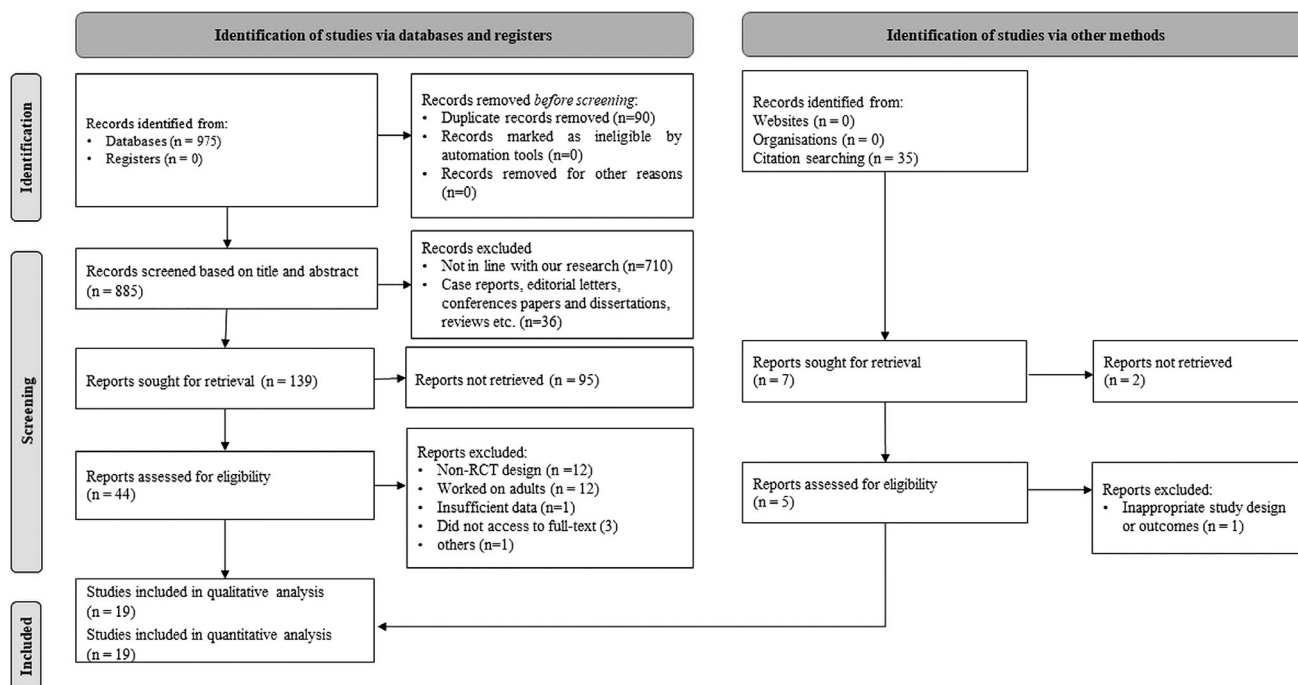 Identification of studies via databases and registers
Identification of studies via other methods
Identification
Records identified from:
• Databases (n = 975)
• Registers (n = 0)
Records removed before screening:
• Duplicate records removed (n=90)
• Records marked as ineligible by
automation tools (n=0)
• Records removed for other reasons
(n=0)
Records identified from:
Websites (n = 0)
Organisations (n = 0)
Citation searching (n = 35)
Screening
Records screened based on title and abstract
(n = 885)
Records excluded
• Not in line with our research (n=710)
• Case reports, editorial letters,
conferences papers and dissertations,
reviews etc. (n=36)
Reports sought for retrieval (n = 139)
Reports not retrieved (n = 95)
Reports sought for retrieval
(n = 7)
Reports not retrieved
(n = 2)
Reports assessed for eligibility
(n = 44)
Reports excluded:
• Non-RCT design (n =12)
• Worked on adults (n = 12)
• Insufficient data (n=1)
• Did not access to full-text (3)
• others (n=1)
Reports assessed for eligibility
(n = 5)
Reports excluded:
• Inappropriate study design
or outcomes (n = 1)
Included
Studies included in qualitative analysis
(n = 19)
Studies included in quantitative analysis
(n = 19)